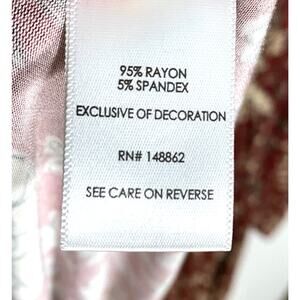 95% RAYON
5% SPANDEX
EXCLUSIVE OF DECORATION
RN# 148862
SEE CARE ON REVERSE